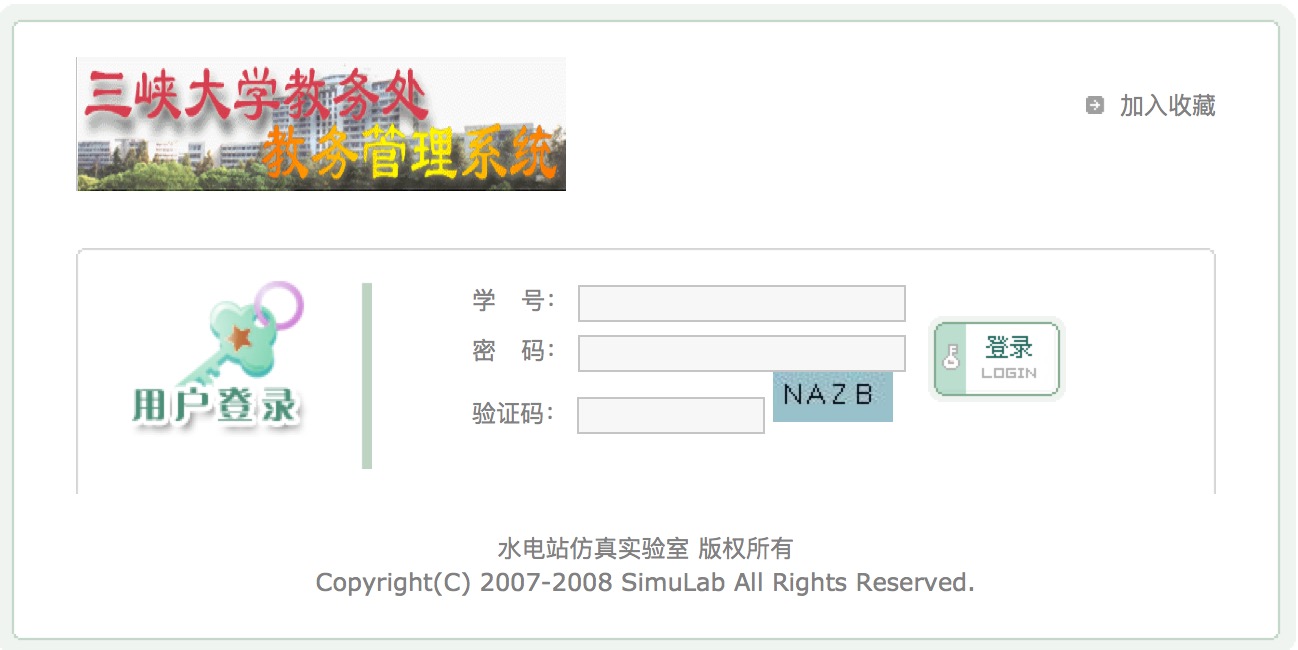 三峡大学教务处
教务管理系统
加入收藏
用户登录
学 号：
密 码：
验证码：
NAZB
登录
LOGIN
水电站仿真实验室 版权所有
Copyright(C) 2007-2008 SimuLab All Rights Reserved.